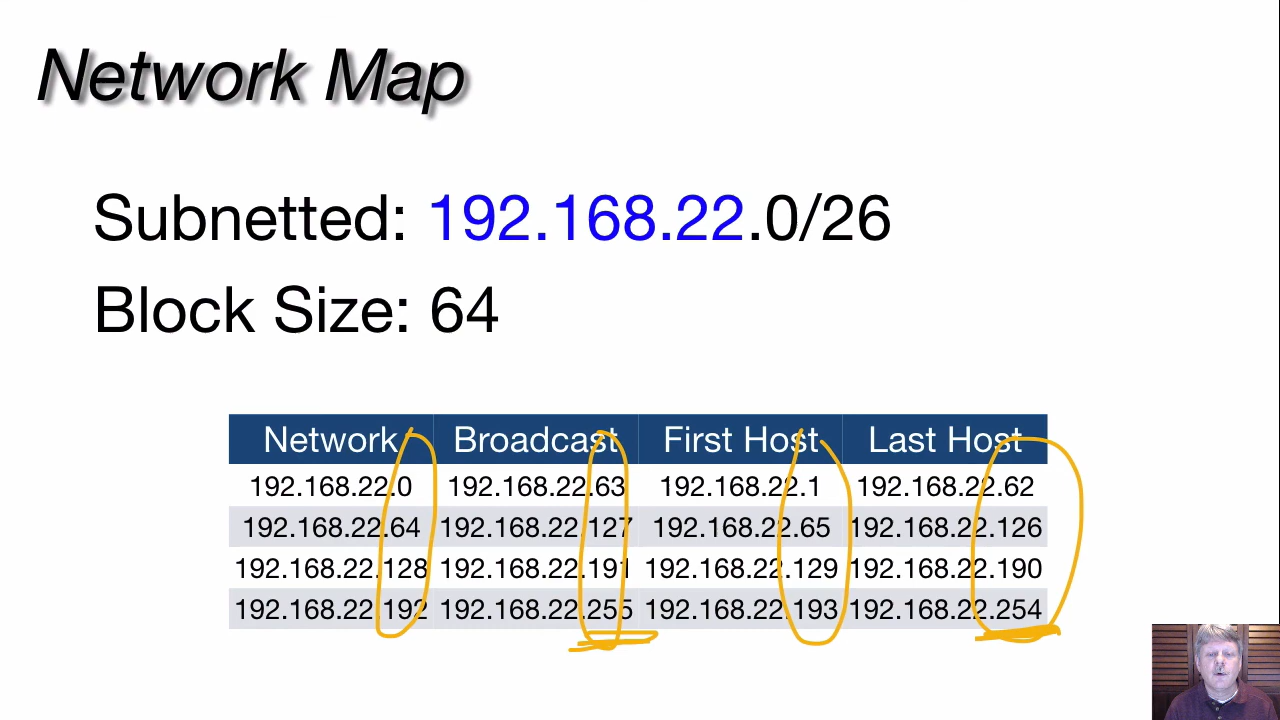 Network Map
Subnetted: 192.168.22.0/26
Block Size: 64
Network Broadcast First Host Last Host
192.168.22.0 192.168.22.63 192.168.22.1 192.168.22.62
192.168.22.64 192.168.22.127 192.168.22.65 192.168.22.126
192.168.22.128 192.168.22.191 192.168.22.129 192.168.22.190
192.168.22.192 192.168.22.255 192.168.22.193 192.168.22.254